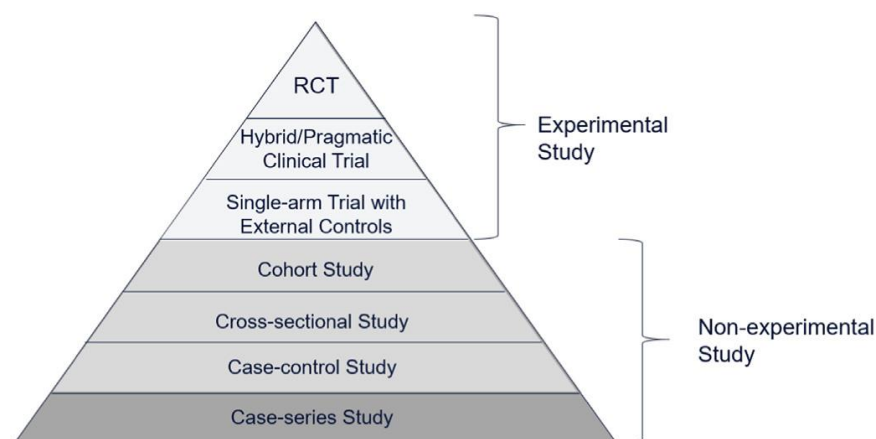 RCT
Hybrid/Pragmatic
Clinical Trial
Single-arm Trial with
External Controls
Cohort Study
Cross-sectional Study
Case-control Study
Case-series Study
Experimental
Study
Non-experimental
Study